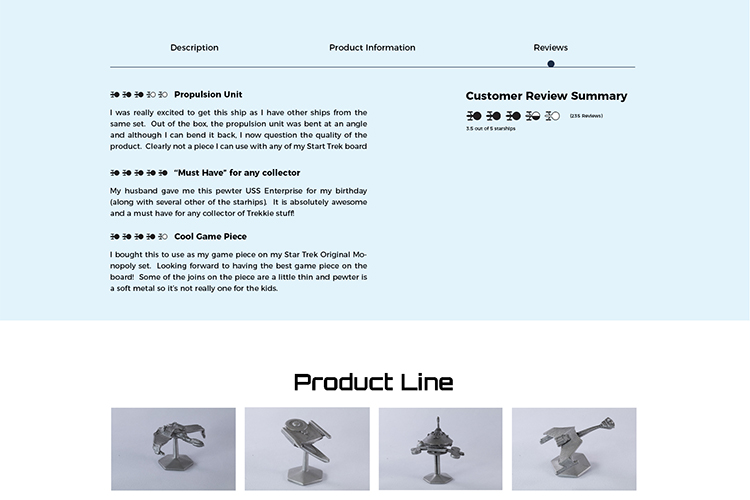 Description Product Information Reviews
Propulsion Unit
I was really excited to get this ship as I have other ships from the
same set. Out of the box, the propulsion unit was bent at an angle
and although I can bend it back, I now question the quality of the
product. Clearly not a piece I can use with any of my Start Trek board
"Must Have" for any collector
My husband gave me this pewter USS Enterprise for my birthday
(along with several other of the starhips). It is absolutely awesome
and a must have for any collector of Trekkie stuff!
Cool Game Piece
I bought this to use as my game piece on my Star Trek Original Mo-
nopoly set. Looking forward to having the best game piece on the
board! Some of the joins on the piece are a little thin and pewter is
a soft metal so it's not really one for the kids.
Customer Review Summary
(235 Reviews)
3.5 out of 5 starships
Product Line